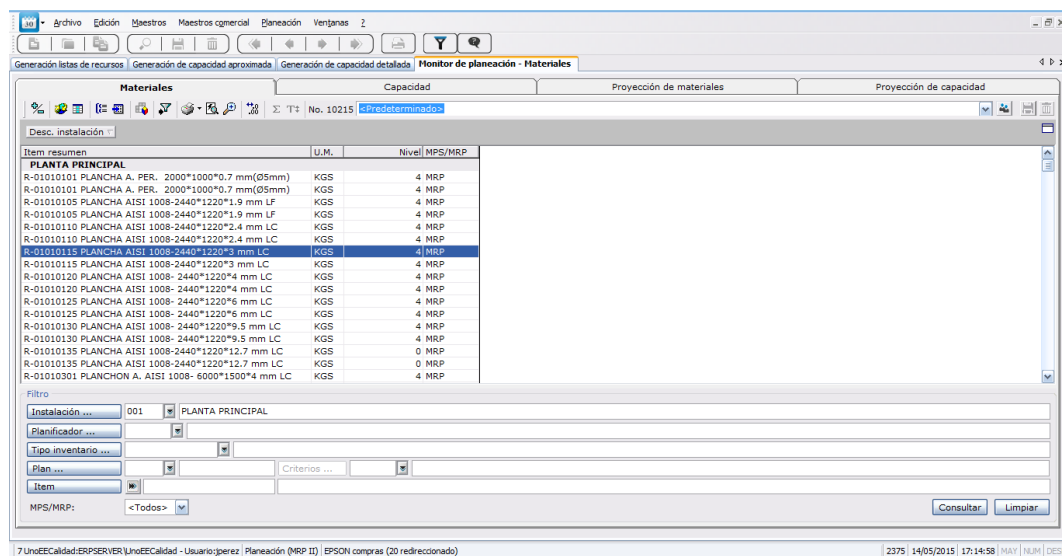 30 Archivo Edición Maestros Maestros comercial Planeación Ventanas ?
Generación listas de recursos Generación de capacidad aproximada Generación de capacidad detallada Monitor de planeación - Materiales
Materiales Capacidad Proyección de materiales Proyección de capacidad
No. 10215 <Predeterminado>
Desc. instalación
Item resumen U.M. Nivel MPS/MRP
PLANTA PRINCIPAL
R-01010101 PLANCHA A. PER. 2000*1000*0.7 mm(Ø5mm) KGS 4 MRP
R-01010101 PLANCHA A. PER. 2000*1000*0.7 mm(Ø5mm) KGS 4 MRP
R-01010105 PLANCHA AISI 1008-2440*1220*1.9 mm LF KGS 4 MRP
R-01010105 PLANCHA AISI 1008-2440*1220*1.9 mm LF KGS 4 MRP
R-01010110 PLANCHA AISI 1008-2440*1220*2.4 mm LC KGS 4 MRP
R-01010110 PLANCHA AISI 1008-2440*1220*2.4 mm LC KGS 4 MRP
R-01010115 PLANCHA AISI 1008-2440*1220*3 mm LC KGS 4 MRP
R-01010115 PLANCHA AISI 1008-2440*1220*3 mm LC KGS 4 MRP
R-01010120 PLANCHA AISI 1008- 2440*1220*4 mm LC KGS 4 MRP
R-01010120 PLANCHA AISI 1008- 2440*1220*4 mm LC KGS 4 MRP
R-01010125 PLANCHA AISI 1008- 2440*1220*6 mm LC KGS 4 MRP
R-01010125 PLANCHA AISI 1008- 2440*1220*6 mm LC KGS 4 MRP
R-01010130 PLANCHA AISI 1008- 2440*1220*9.5 mm LC KGS 4 MRP
R-01010130 PLANCHA AISI 1008- 2440*1220*9.5 mm LC KGS 4 MRP
R-01010135 PLANCHA AISI 1008-2440*1220*12.7 mm LC KGS 0 MRP
R-01010135 PLANCHA AISI 1008-2440*1220*12.7 mm LC KGS 0 MRP
R-01010301 PLANCHON A. AISI 1008- 6000*1500*4 mm LC KGS 4 MRP
Filtro
Instalación ... 001 PLANTA PRINCIPAL
Planificador ...
Tipo inventario ...
Plan ... Criterios ...
Item
MPS/MRP: <Todos> Consultar Limpiar
7 UnoEECalidad:ERPSERVER\UnoEECalidad - Usuario:jperez Planeación (MRP II) EPSON compras (20 redireccionado) 2375 14/05/2015 17:14:58 MAY NUM DES